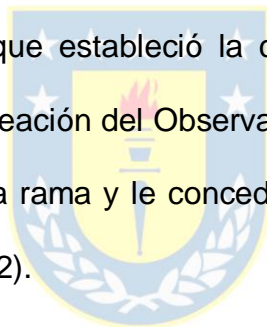 que estableció la
eación del Observa
a rama y le conced
2).